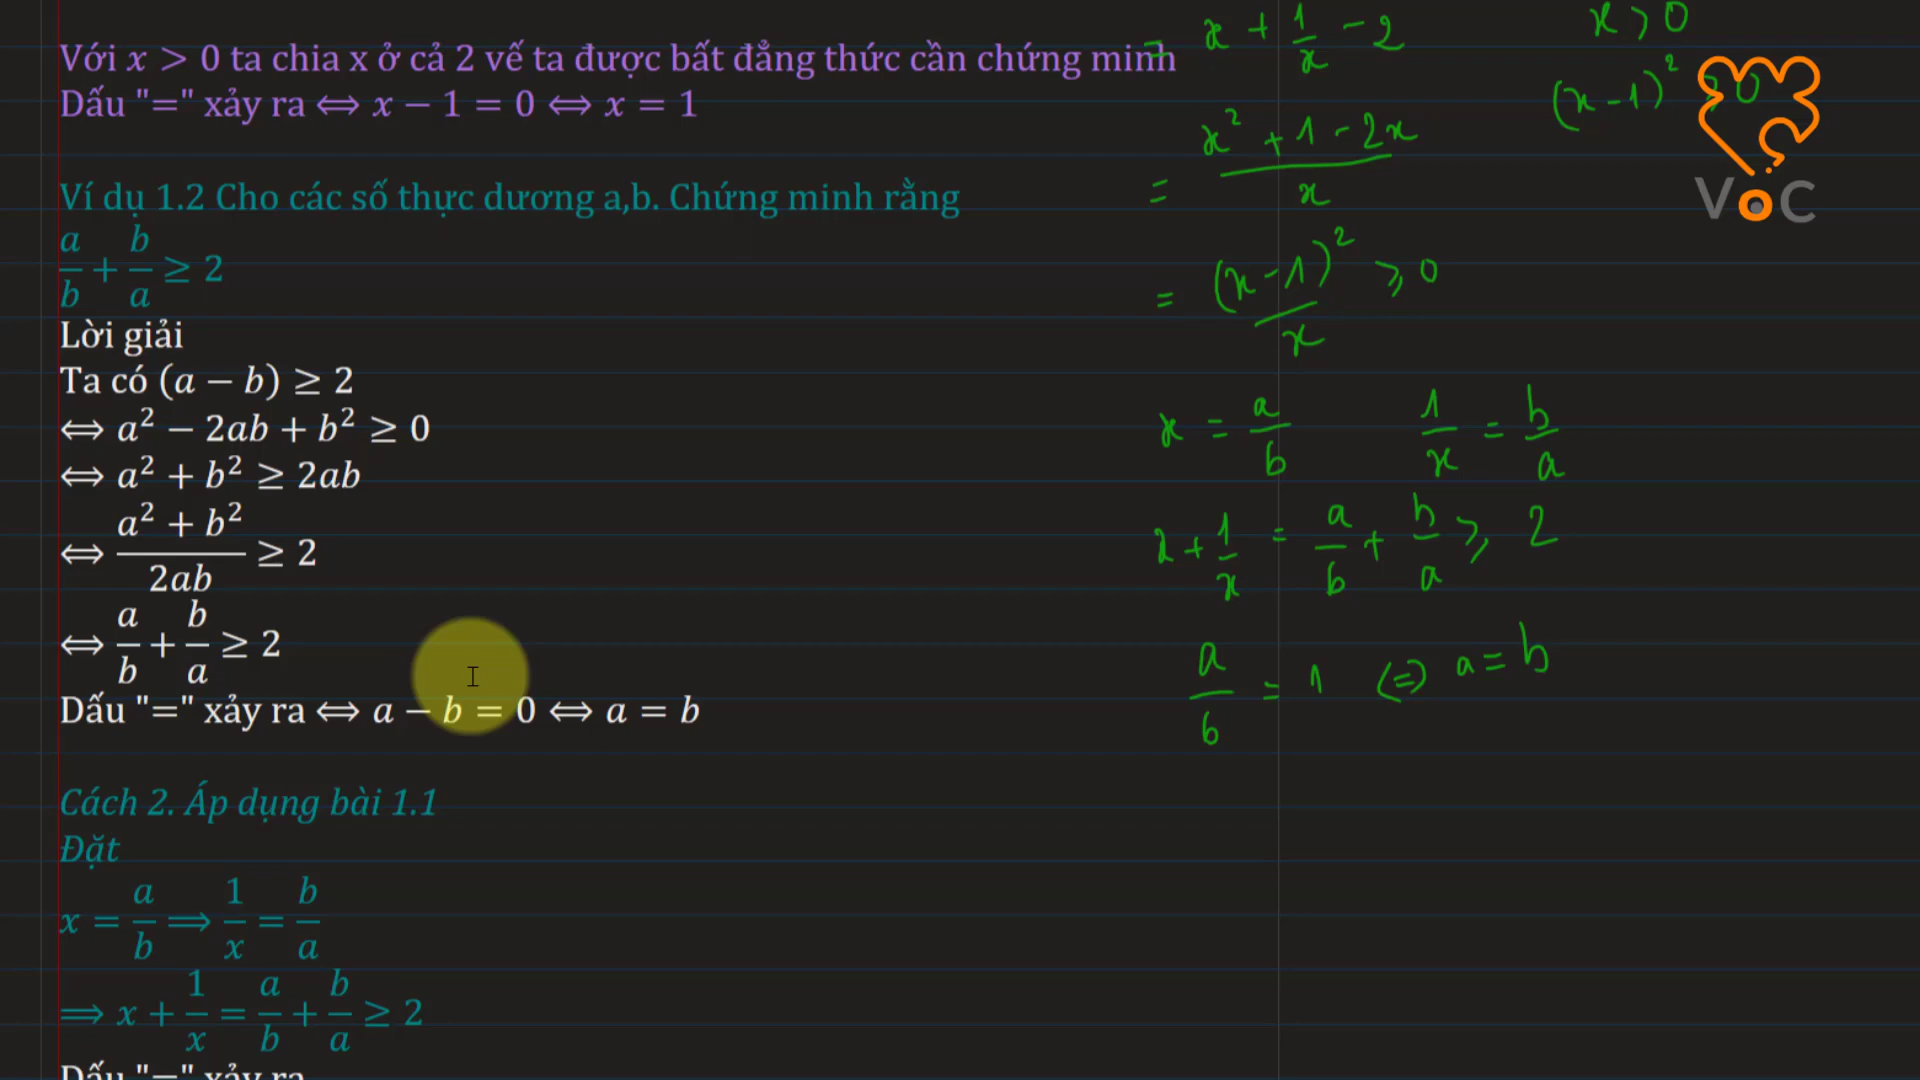 Với x > 0 ta chia x ở cả 2 vế ta được bất đẳng thức cần chứng minh
Dấu "=" xảy ra ⟺ x − 1 = 0 ⟺ x = 1
Ví dụ 1.2 Cho các số thực dương a,b. Chứng minh rằng
a/b + b/a ≥ 2
Lời giải
Ta có (a − b) ≥ 2
⟺ a² − 2ab + b² ≥ 0
⟺ a² + b² ≥ 2ab
⟺ (a² + b²)/2ab ≥ 2
⟺ a/b + b/a ≥ 2
Dấu "=" xảy ra ⟺ a − b = 0 ⟺ a = b
Cách 2. Áp dụng bài 1.1
Đặt
x = a/b ⟹ 1/x = b/a
⟹ x + 1/x = a/b + b/a ≥ 2
Dấu "=" xảy ra
= x + 1/x − 2
= (x² + 1 − 2x)/x
= (x − 1)²/x ≥ 0
x = a/b 1/x = b/a
x + 1/x = a/b + b/a ≥ 2
a/b = 1 (=) a = b
x > 0
(x − 1)² ≥ 0
VOC